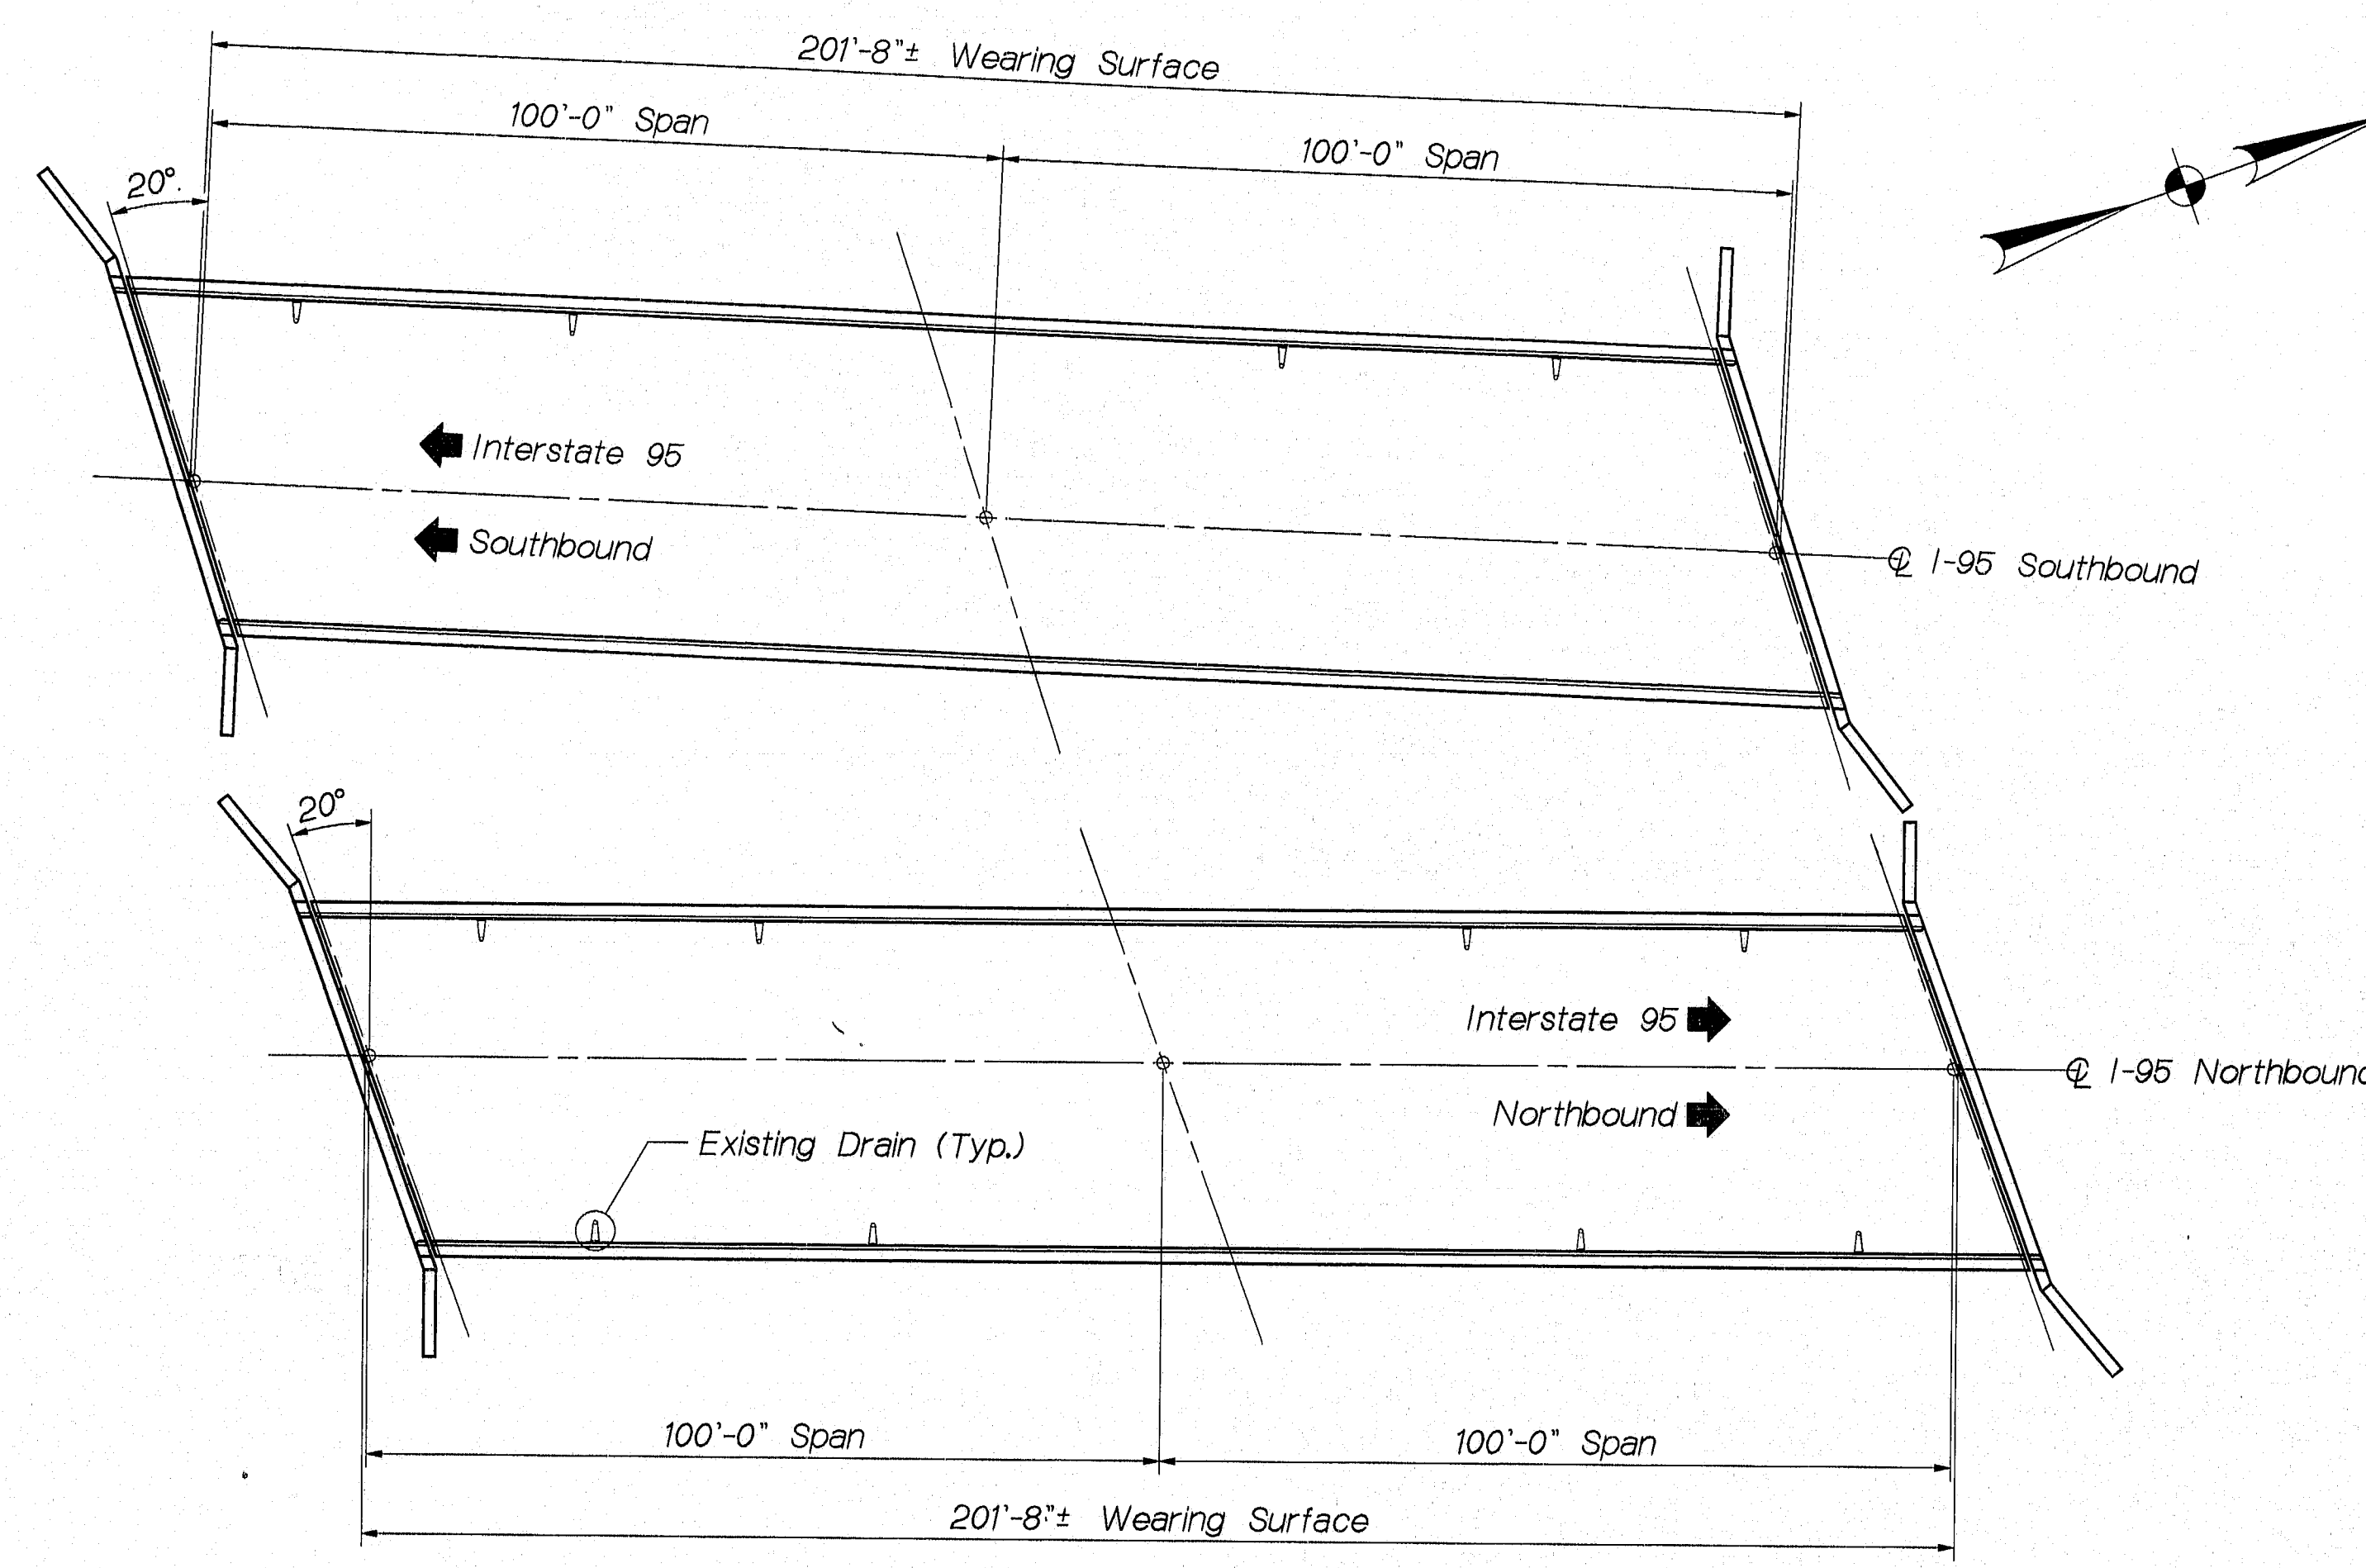 201'-8"± Wearing Surface
100'-0" Span
100'-0" Span
20°
Interstate 95
Southbound
℄ I-95 Southbound
20°
Interstate 95
℄ I-95 Northbound
Northbound
Existing Drain (Typ.)
100'-0" Span
100'-0" Span
201'-8"± Wearing Surface